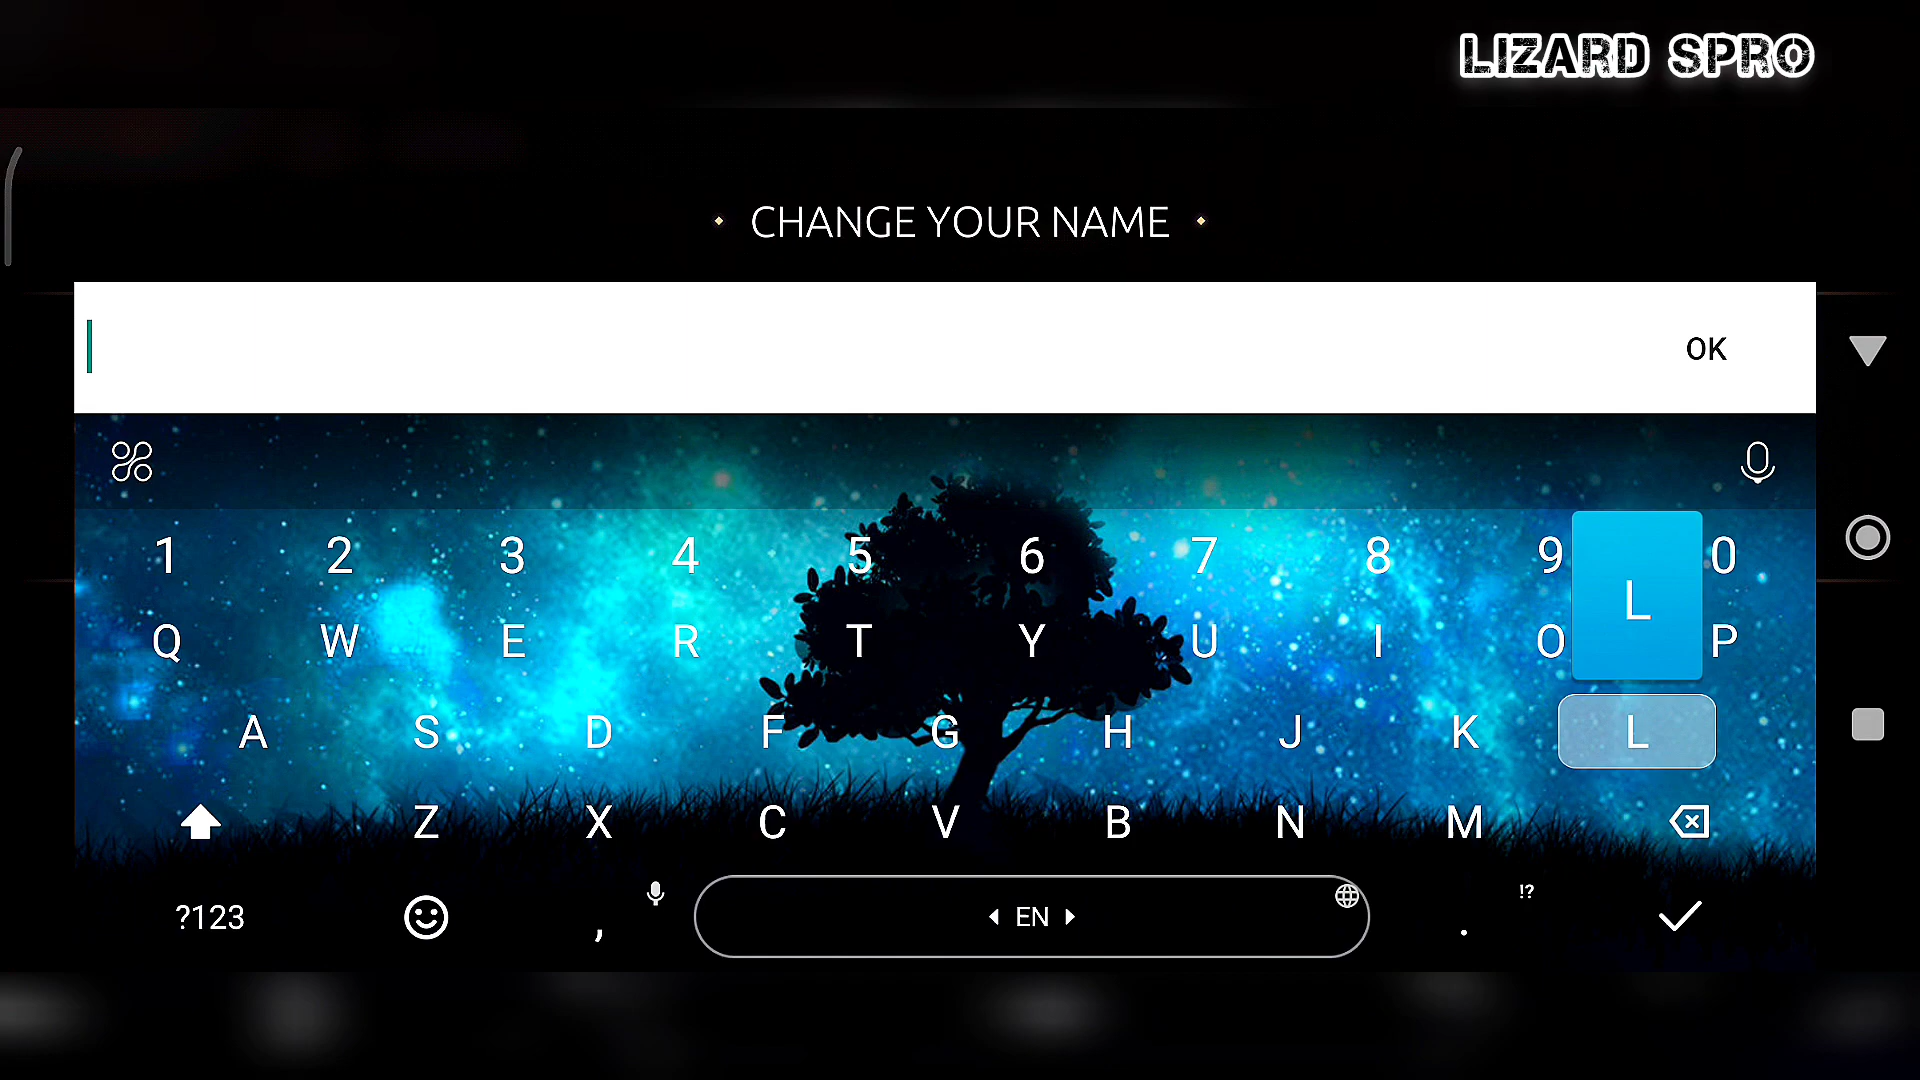 LIZARD SPRO
CHANGE YOUR NAME
OK
1 2 3 4 5 6 7 8 9 0
L
Q W E R T Y U I O P
A S D F G H J K L
Z X C V B N M
!?
?123 , EN .